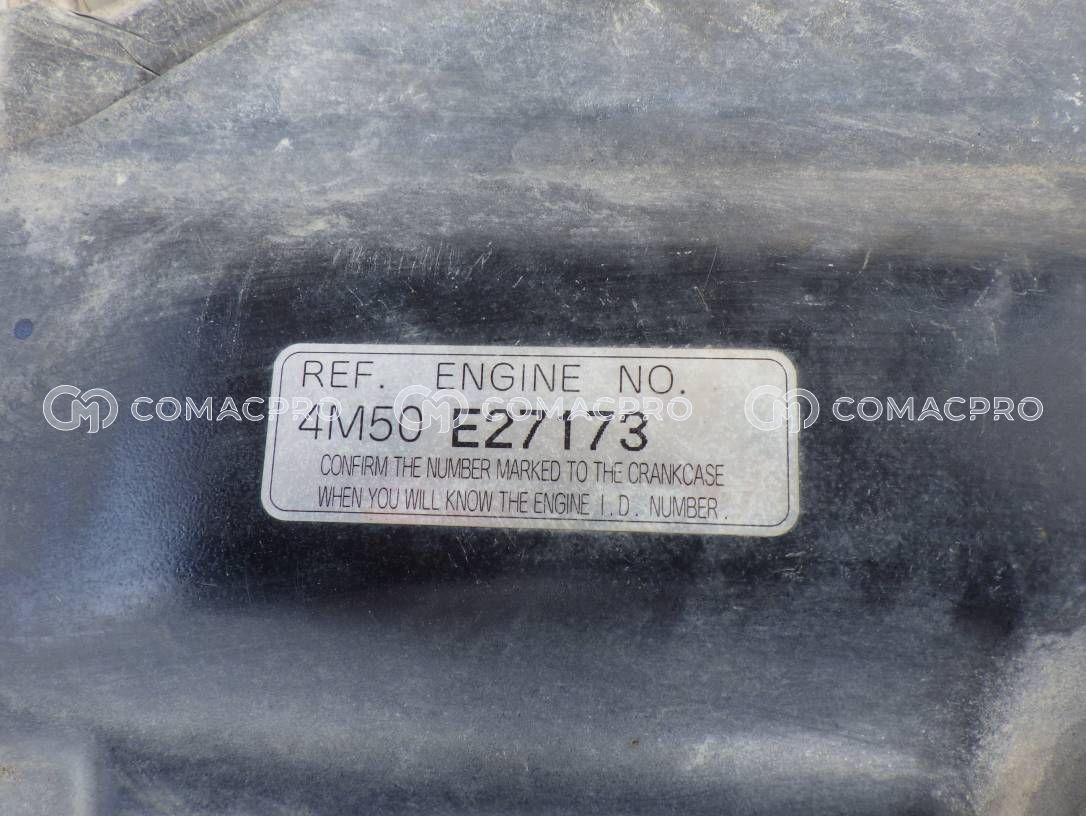 REF. ENGINE NO.
COMACPRO COMACPRO COMACPRO
4M50 E27173
CONFIRM THE NUMBER MARKED TO THE CRANKCASE
WHEN YOU WILL KNOW THE ENGINE I.D. NUMBER.